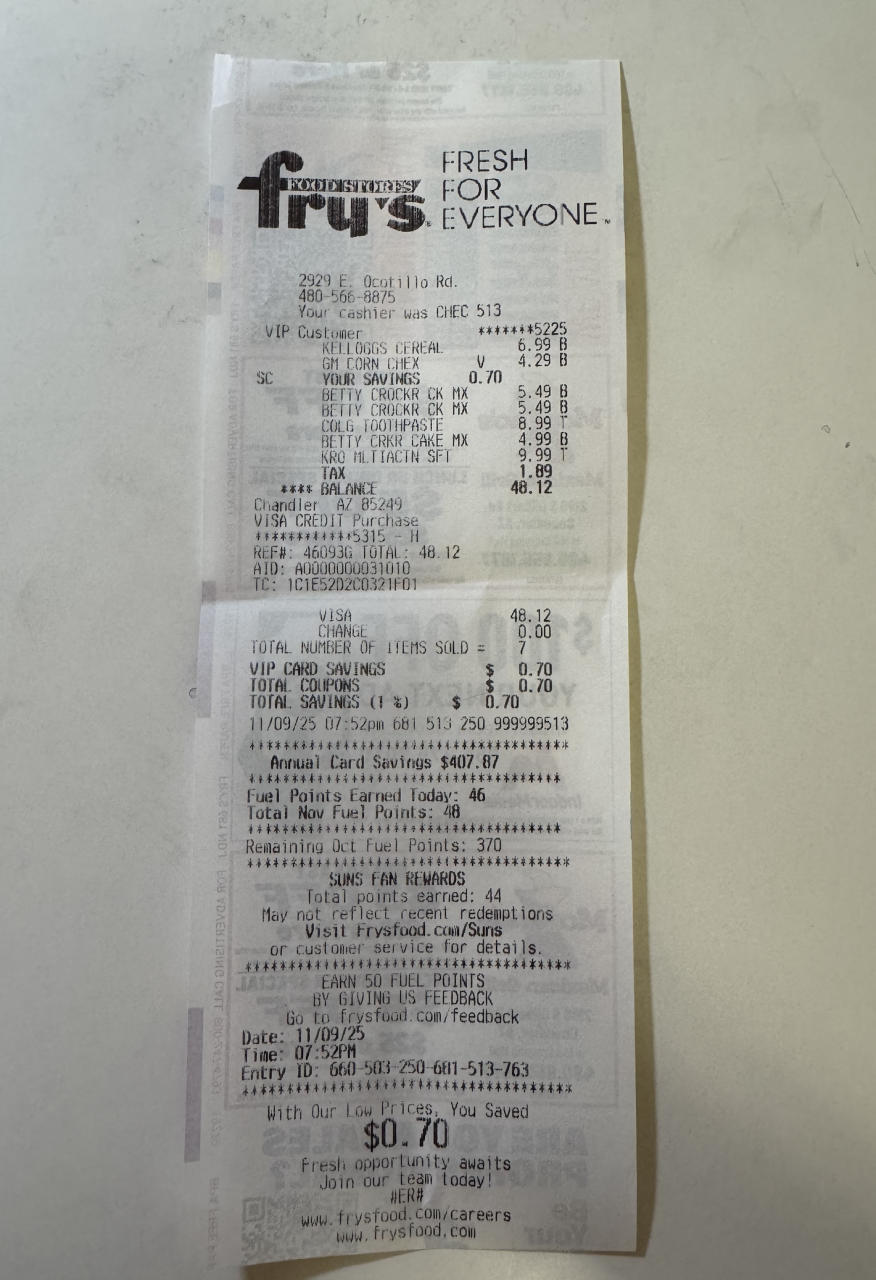 fry's FOOD STORES
FRESH
FOR
EVERYONE™
2929 E. Ocotillo Rd.
480-566-8875
Your cashier was CHEC 513
VIP Customer *******5225
KELLOGGS CEREAL 6.99 B
GM CORN CHEX V 4.29 B
SC YOUR SAVINGS 0.70
BETTY CROCKR CK MX 5.49 B
BETTY CROCKR CK MX 5.49 B
COLG TOOTHPASTE 8.99 T
BETTY CRKR CAKE MX 4.99 B
KRO MLTIACTN SFT 9.99 T
TAX 1.89
**** BALANCE 48.12
Chandler AZ 85249
VISA CREDIT Purchase
************5315 - H
REF#: 46093G TOTAL: 48.12
AID: A0000000031010
TC: 1C1E52D2C0321F01
VISA 48.12
CHANGE 0.00
TOTAL NUMBER OF ITEMS SOLD = 7
VIP CARD SAVINGS $ 0.70
TOTAL COUPONS $ 0.70
TOTAL SAVINGS (1 %) $ 0.70
11/09/25 07:52pm 681 513 250 999999513
**************************************
Annual Card Savings $407.87
**************************************
Fuel Points Earned Today: 46
Total Nov Fuel Points: 48
**************************************
Remaining Oct Fuel Points: 370
**************************************
SUNS FAN REWARDS
Total points earned: 44
May not reflect recent redemptions
Visit Frysfood.com/Suns
or customer service for details.
**************************************
EARN 50 FUEL POINTS
BY GIVING US FEEDBACK
Go to frysfood.com/feedback
Date: 11/09/25
Time: 07:52PM
Entry ID: 660-503-250-681-513-763
**************************************
With Our Low Prices, You Saved
$0.70
Fresh opportunity awaits
Join our team today!
#ER#
www.frysfood.com/careers
www.frysfood.com